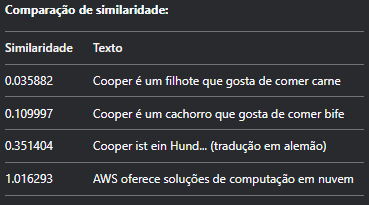 Comparação de similaridade:
Similaridade Texto
0.035882 Cooper é um filhote que gosta de comer carne
0.109997 Cooper é um cachorro que gosta de comer bife
0.351404 Cooper ist ein Hund... (tradução em alemão)
1.016293 AWS oferece soluções de computação em nuvem